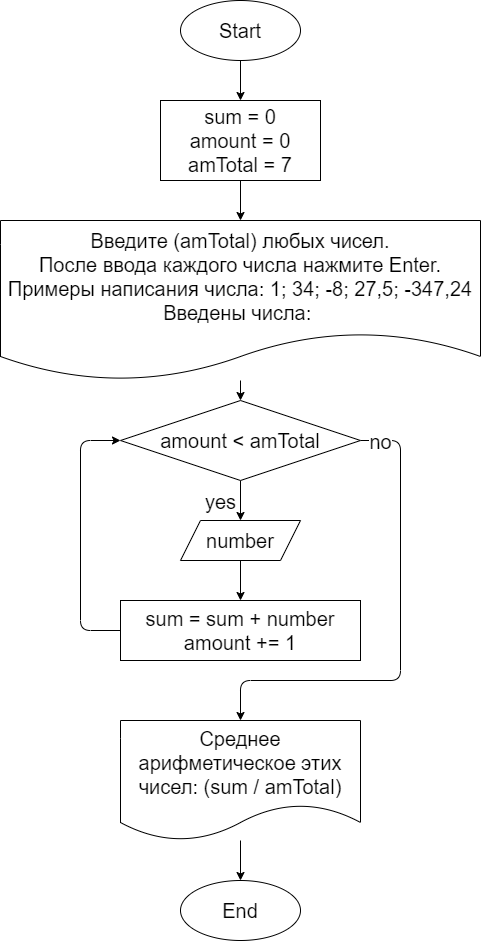 Start
sum = 0
amount = 0
amTotal = 7
Введите (amTotal) любых чисел.
После ввода каждого числа нажмите Enter.
Примеры написания числа: 1; 34; -8; 27,5; -347,24
Введены числа:
amount < amTotal
no
yes
number
sum = sum + number
amount += 1
Среднее
арифметическое этих
чисел: (sum / amTotal)
End